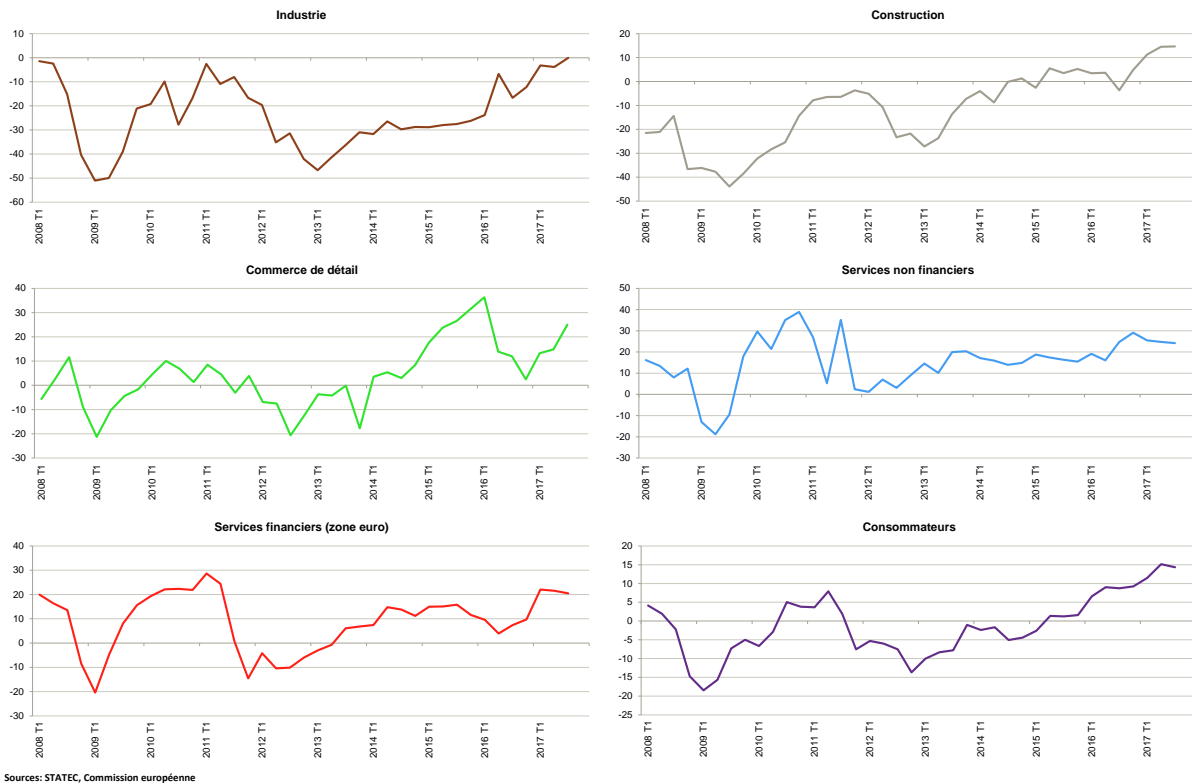 Industrie
10
0
-10
-20
-30
-40
-50
-60
2008 T1
2009 T1
2010 T1
2011 T1
2012 T1
2013 T1
2014 T1
2015 T1
2016 T1
2017 T1
Construction
20
10
0
-10
-20
-30
-40
-50
2008 T1
2009 T1
2010 T1
2011 T1
2012 T1
2013 T1
2014 T1
2015 T1
2016 T1
2017 T1
Commerce de détail
40
30
20
10
0
-10
-20
-30
2008 T1
2009 T1
2010 T1
2011 T1
2012 T1
2013 T1
2014 T1
2015 T1
2016 T1
2017 T1
Services non financiers
50
40
30
20
10
0
-10
-20
-30
2008 T1
2009 T1
2010 T1
2011 T1
2012 T1
2013 T1
2014 T1
2015 T1
2016 T1
2017 T1
Services financiers (zone euro)
40
30
20
10
0
-10
-20
-30
2008 T1
2009 T1
2010 T1
2011 T1
2012 T1
2013 T1
2014 T1
2015 T1
2016 T1
2017 T1
Consommateurs
20
15
10
5
0
-5
-10
-15
-20
-25
2008 T1
2009 T1
2010 T1
2011 T1
2012 T1
2013 T1
2014 T1
2015 T1
2016 T1
2017 T1
Sources: STATEC, Commission européenne